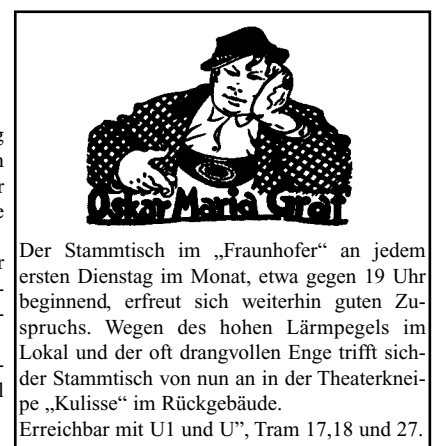 Oskar Maria Graf
Der Stammtisch im „Fraunhofer“ an jedem
ersten Dienstag im Monat, etwa gegen 19 Uhr
beginnend, erfreut sich weiterhin guten Zu-
spruchs. Wegen des hohen Lärmpegels im
Lokal und der oft drangvollen Enge trifft sich-
der Stammtisch von nun an in der Theaterknei-
pe „Kulisse“ im Rückgebäude.
Erreichbar mit U1 und U”, Tram 17,18 und 27.